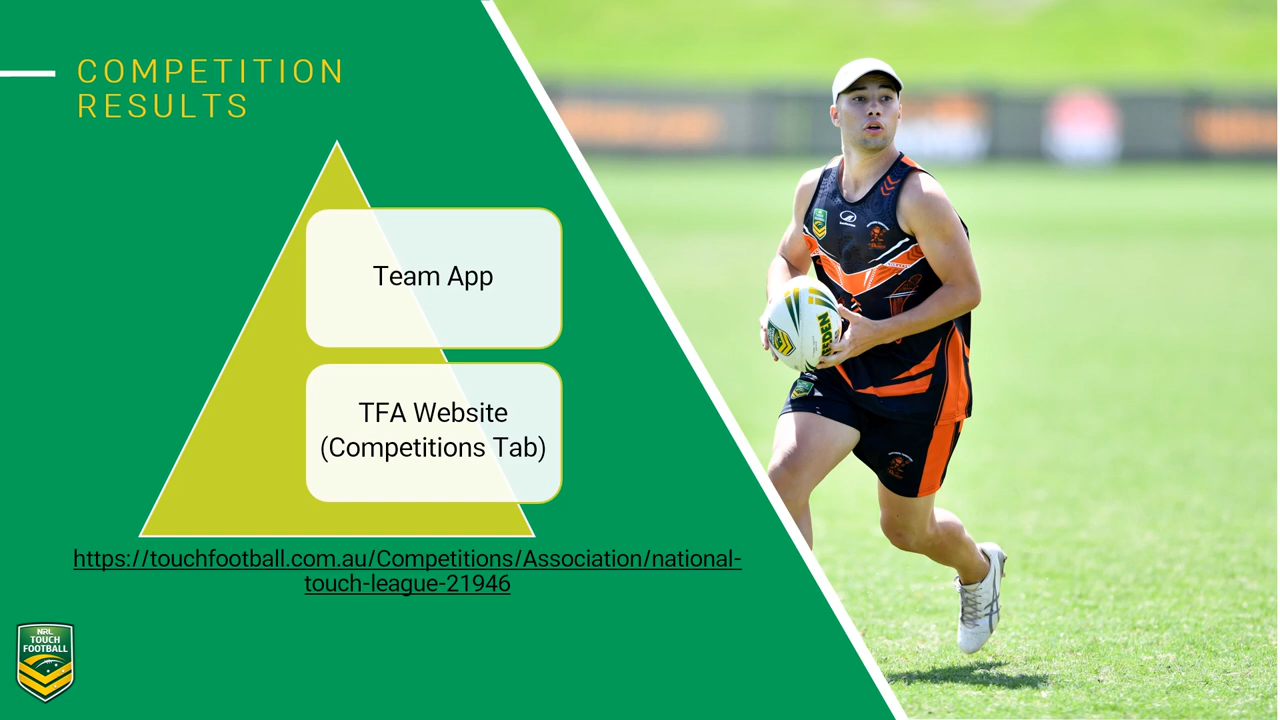 COMPETITION
RESULTS
Team App
TFA Website
(Competitions Tab)
https://touchfootball.com.au/Competitions/Association/national-
touch-league-21946
NRL
TOUCH
FOOTBALL